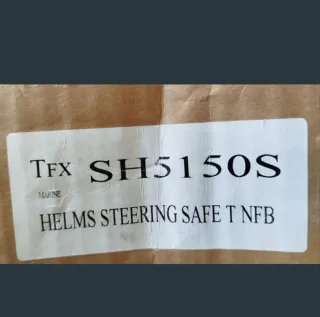 TFX SH5150S
MARINE
HELMS STEERING SAFE T NFB